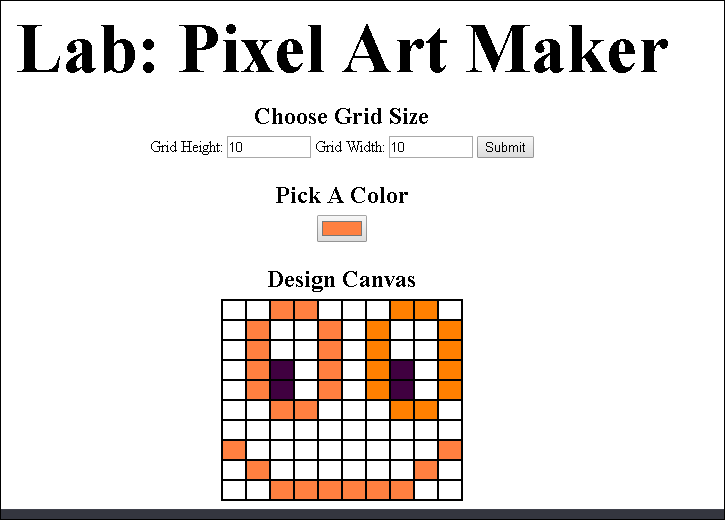 Lab: Pixel Art Maker
Choose Grid Size
Grid Height: 10 Grid Width: 10 Submit
Pick A Color
Design Canvas